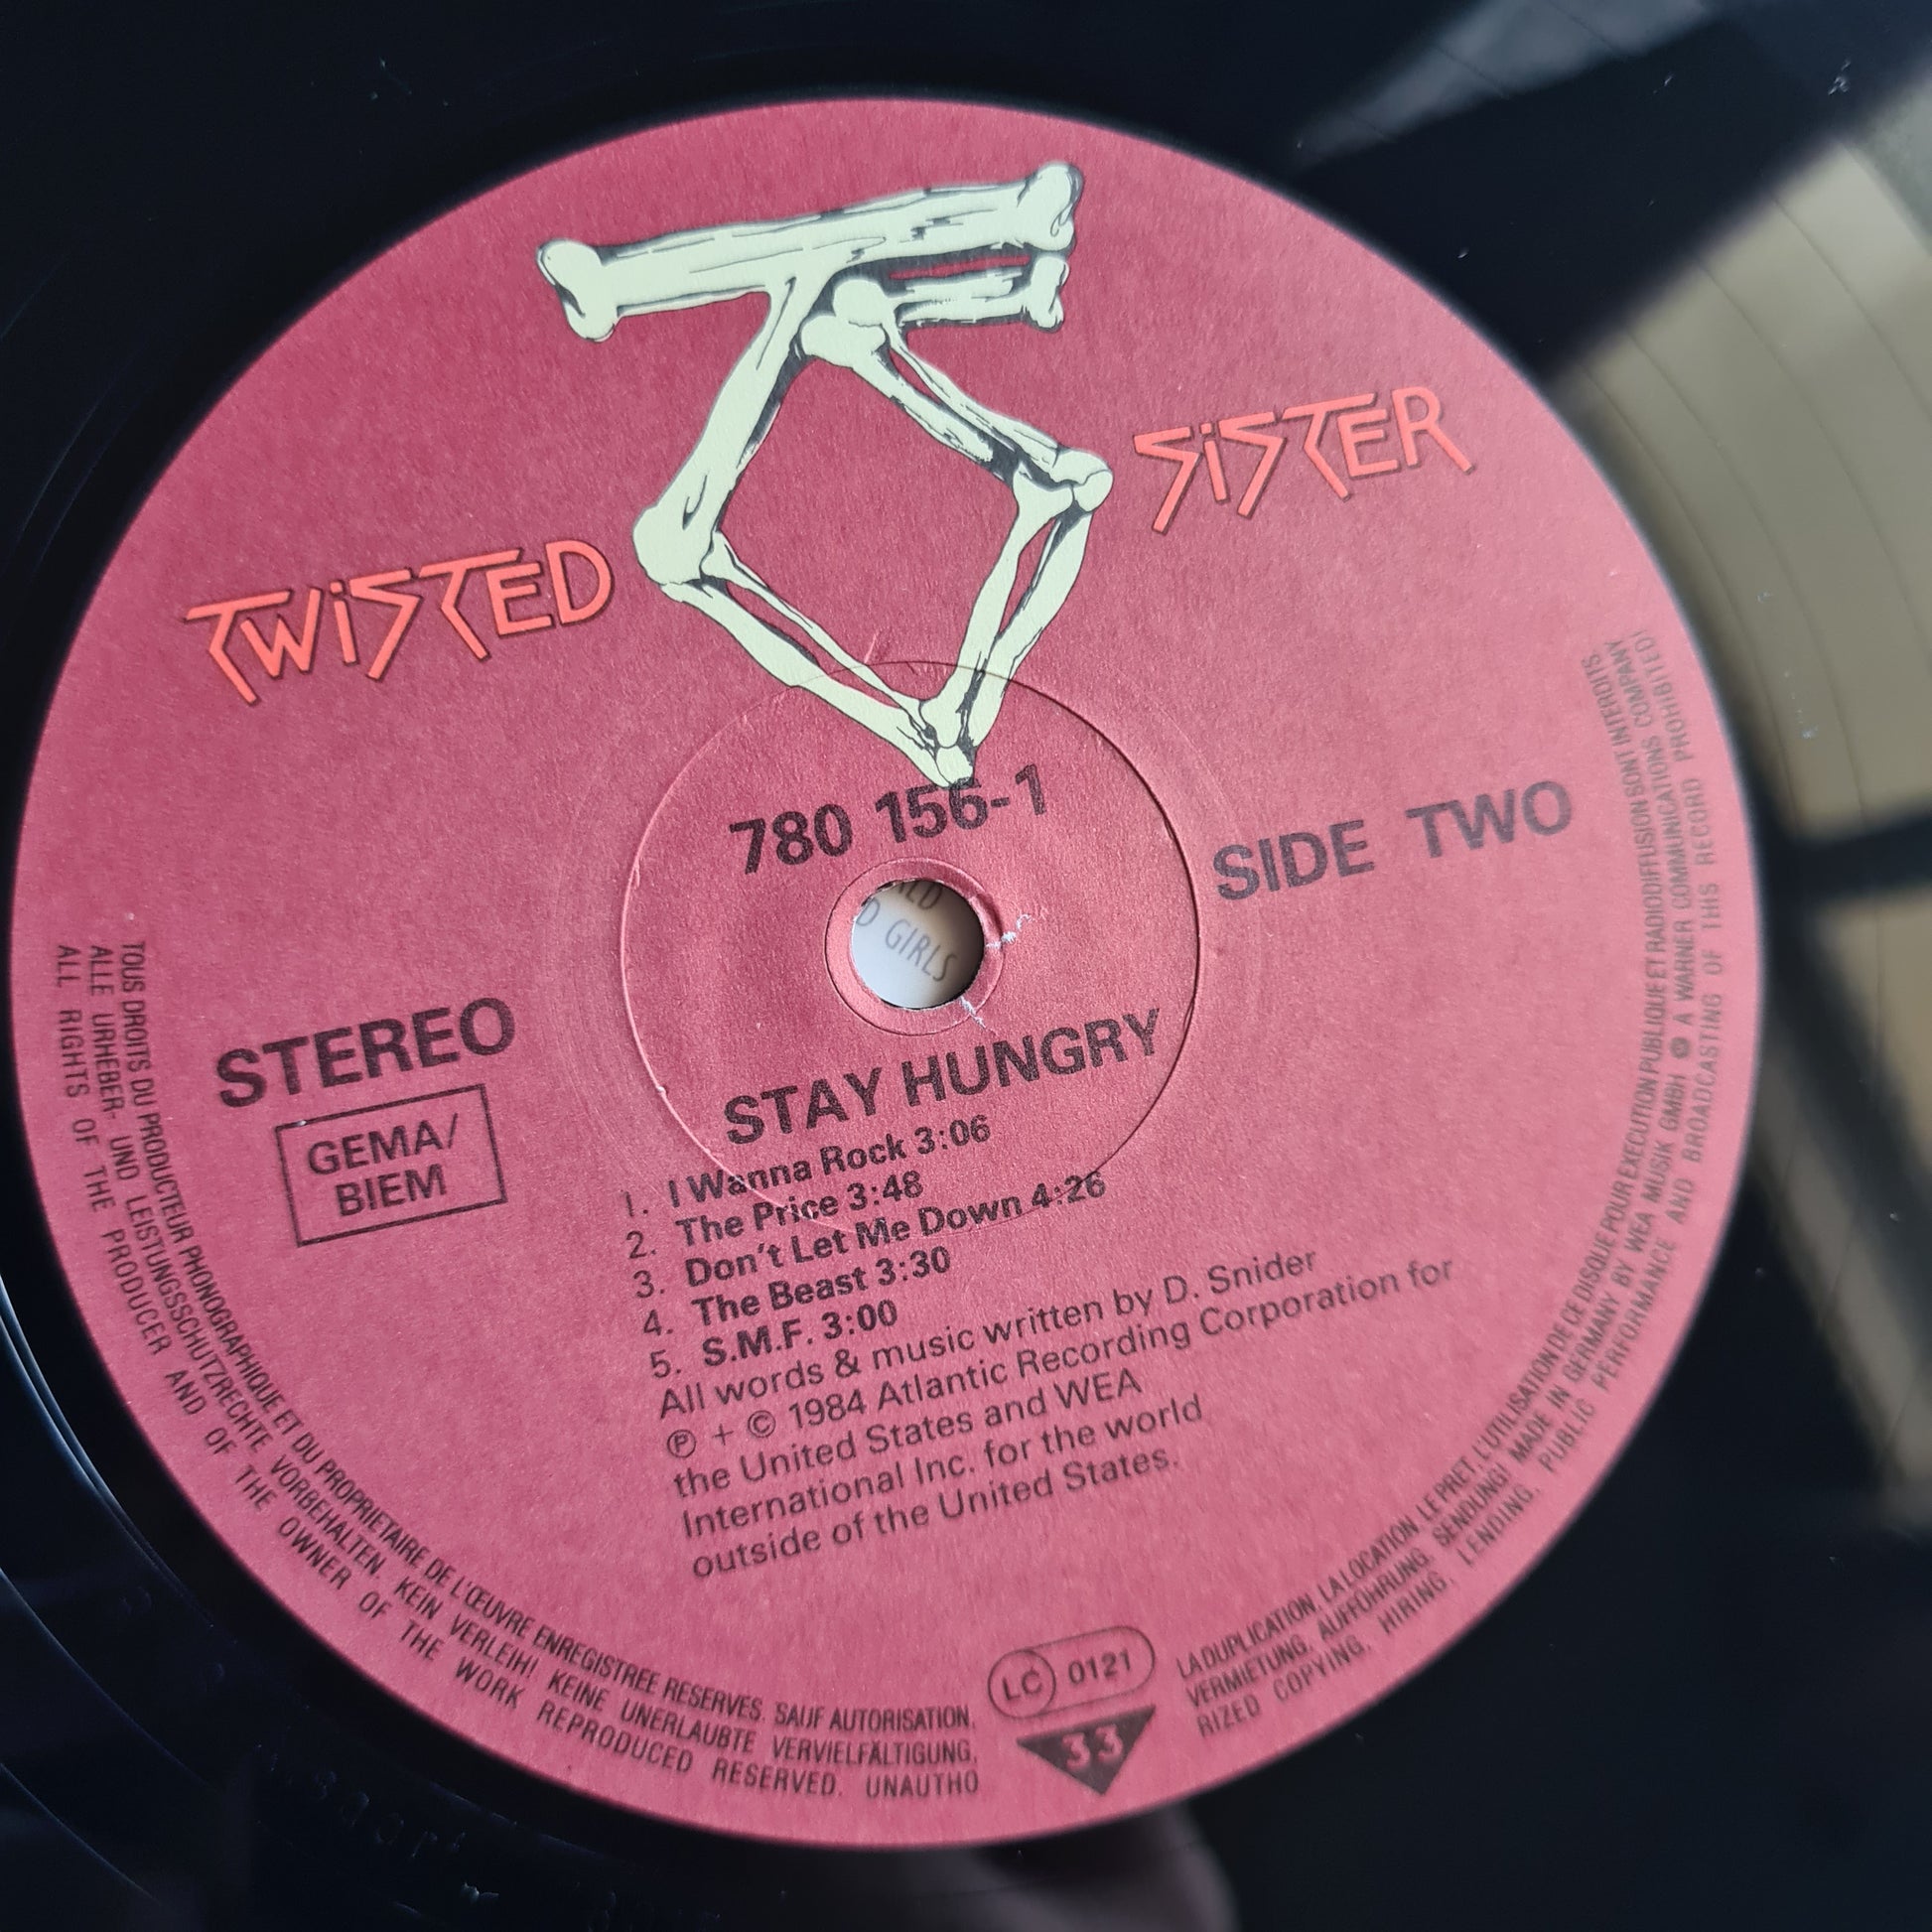 TWiSTED
SiSTER
780 156-1
SIDE TWO
GIRLS
STEREO
GEMA/
BIEM
STAY HUNGRY
1. I Wanna Rock 3:06
2. The Price 3:48
3. Don't Let Me Down 4:26
4. The Beast 3:30
5. S.M.F. 3:00
All words & music written by D. Snider
℗ + © 1984 Atlantic Recording Corporation for
the United States and WEA
International Inc. for the world
outside of the United States.
LC 0121
33
TOUS DROITS DU PRODUCTEUR PHONOGRAPHIQUE ET DU PROPRIETAIRE DE L'ŒUVRE ENREGISTREE RESERVES. SAUF AUTORISATION,
LA DUPLICATION, LA LOCATION, LE PRET, L'UTILISATION DE CE DISQUE POUR EXECUTION PUBLIQUE ET RADIODIFFUSION SONT INTERDITS.
ALLE URHEBER- UND LEISTUNGSSCHUTZRECHTE VORBEHALTEN. KEIN VERLEIH! KEINE UNERLAUBTE VERVIELFÄLTIGUNG,
VERMIETUNG, AUFFÜHRUNG, SENDUNG! MADE IN GERMANY BY WEA MUSIK GMBH A WARNER COMMUNICATIONS COMPANY
ALL RIGHTS OF THE PRODUCER AND OF THE OWNER OF THE WORK REPRODUCED RESERVED. UNAUTHO
RIZED COPYING, HIRING, LENDING, PUBLIC PERFORMANCE AND BROADCASTING OF THIS RECORD PROHIBITED!